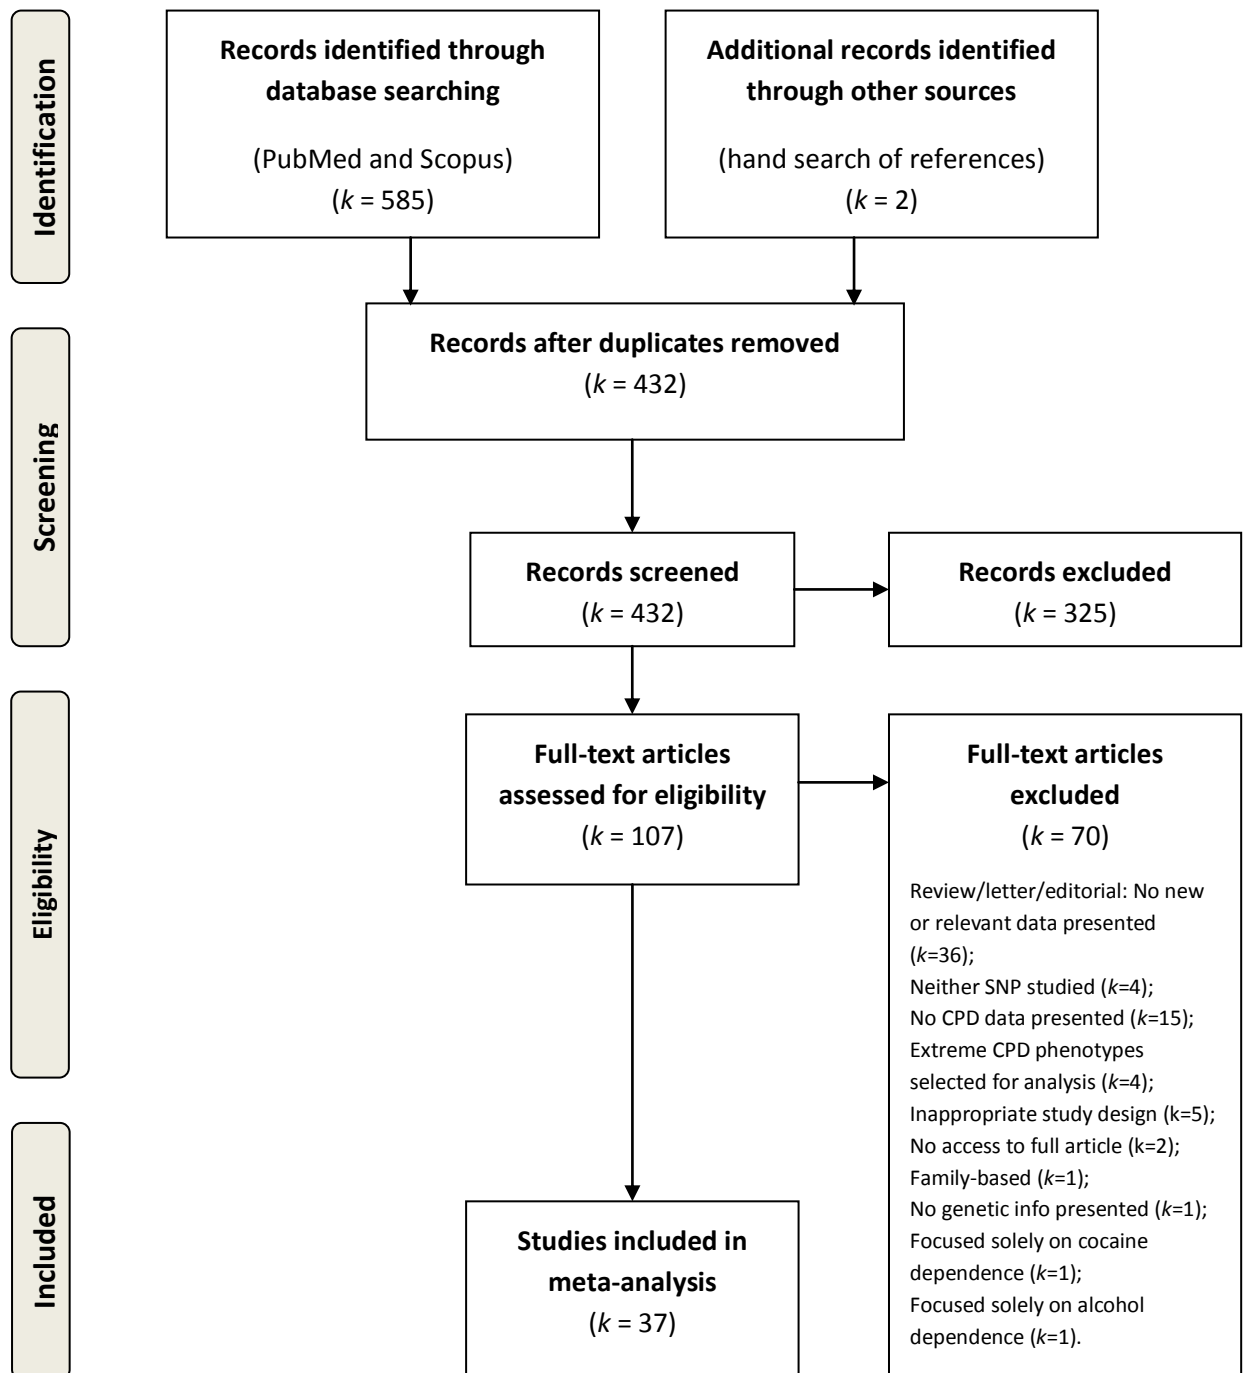 Identification
Records identified through
database searching
(PubMed and Scopus)
(k = 585)
Additional records identified
through other sources
(hand search of references)
(k = 2)
Records after duplicates removed
(k = 432)
Screening
Records screened
(k = 432)
Records excluded
(k = 325)
Eligibility
Full-text articles
assessed for eligibility
(k = 107)
Full-text articles
excluded
(k = 70)
Review/letter/editorial: No new
or relevant data presented
(k=36);
Neither SNP studied (k=4);
No CPD data presented (k=15);
Extreme CPD phenotypes
selected for analysis (k=4);
Inappropriate study design (k=5);
No access to full article (k=2);
Family-based (k=1);
No genetic info presented (k=1);
Focused solely on cocaine
dependence (k=1);
Focused solely on alcohol
dependence (k=1).
Included
Studies included in
meta-analysis
(k = 37)